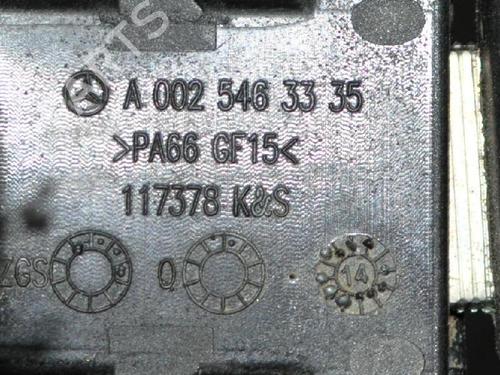 A 002 546 33 35
>PA66 GF15<
117378 K&S
ZGS Q 14